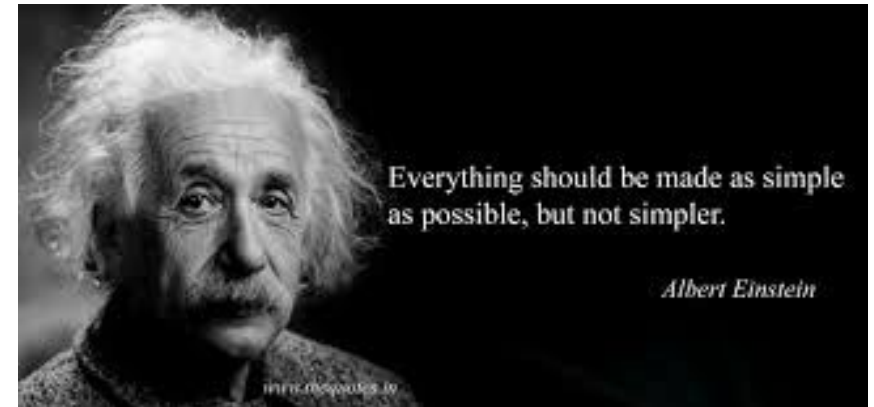 Everything should be made as simple
as possible, but not simpler.
Albert Einstein